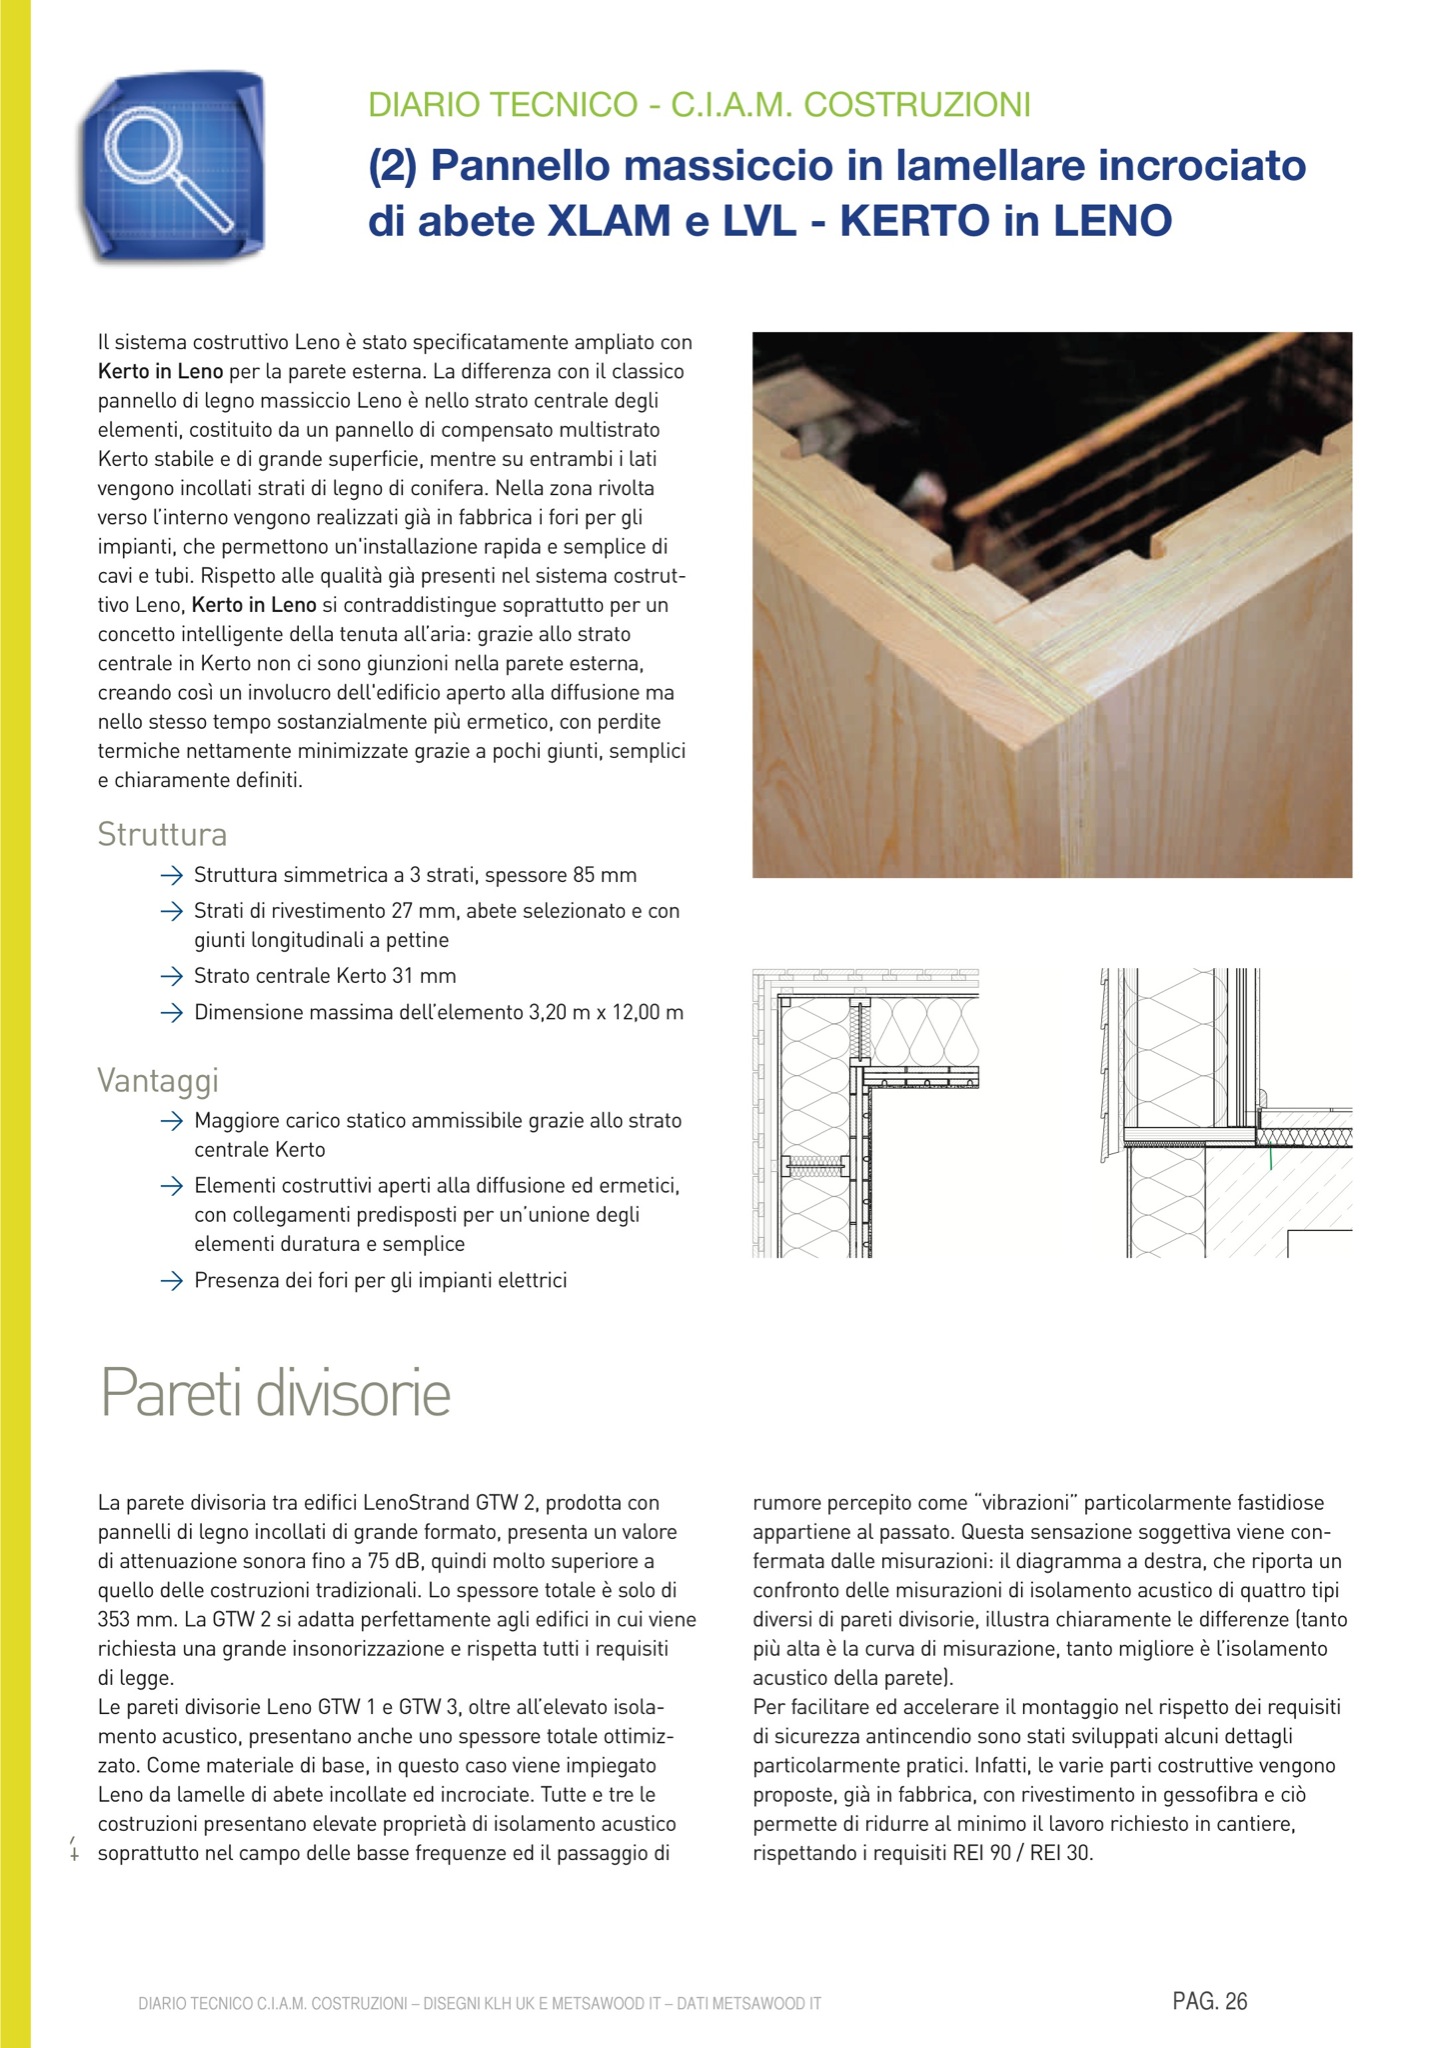 DIARIO TECNICO - C.I.A.M. COSTRUZIONI
(2) Pannello massiccio in lamellare incrociato
di abete XLAM e LVL - KERTO in LENO
Il sistema costruttivo Leno è stato specificatamente ampliato con
Kerto in Leno per la parete esterna. La differenza con il classico
pannello di legno massiccio Leno è nello strato centrale degli
elementi, costituito da un pannello di compensato multistrato
Kerto stabile e di grande superficie, mentre su entrambi i lati
vengono incollati strati di legno di conifera. Nella zona rivolta
verso l'interno vengono realizzati già in fabbrica i fori per gli
impianti, che permettono un'installazione rapida e semplice di
cavi e tubi. Rispetto alle qualità già presenti nel sistema costrut-
tivo Leno, Kerto in Leno si contraddistingue soprattutto per un
concetto intelligente della tenuta all'aria: grazie allo strato
centrale in Kerto non ci sono giunzioni nella parete esterna,
creando così un involucro dell'edificio aperto alla diffusione ma
nello stesso tempo sostanzialmente più ermetico, con perdite
termiche nettamente minimizzate grazie a pochi giunti, semplici
e chiaramente definiti.
Struttura
→ Struttura simmetrica a 3 strati, spessore 85 mm
→ Strati di rivestimento 27 mm, abete selezionato e con
giunti longitudinali a pettine
→ Strato centrale Kerto 31 mm
→ Dimensione massima dell'elemento 3,20 m x 12,00 m
Vantaggi
→ Maggiore carico statico ammissibile grazie allo strato
centrale Kerto
→ Elementi costruttivi aperti alla diffusione ed ermetici,
con collegamenti predisposti per un'unione degli
elementi duratura e semplice
→ Presenza dei fori per gli impianti elettrici
Pareti divisorie
La parete divisoria tra edifici LenoStrand GTW 2, prodotta con
pannelli di legno incollati di grande formato, presenta un valore
di attenuazione sonora fino a 75 dB, quindi molto superiore a
quello delle costruzioni tradizionali. Lo spessore totale è solo di
353 mm. La GTW 2 si adatta perfettamente agli edifici in cui viene
richiesta una grande insonorizzazione e rispetta tutti i requisiti
di legge.
Le pareti divisorie Leno GTW 1 e GTW 3, oltre all'elevato isola-
mento acustico, presentano anche uno spessore totale ottimiz-
zato. Come materiale di base, in questo caso viene impiegato
Leno da lamelle di abete incollate ed incrociate. Tutte e tre le
costruzioni presentano elevate proprietà di isolamento acustico
soprattutto nel campo delle basse frequenze ed il passaggio di
rumore percepito come "vibrazioni" particolarmente fastidiose
appartiene al passato. Questa sensazione soggettiva viene con-
fermata dalle misurazioni: il diagramma a destra, che riporta un
confronto delle misurazioni di isolamento acustico di quattro tipi
diversi di pareti divisorie, illustra chiaramente le differenze (tanto
più alta è la curva di misurazione, tanto migliore è l'isolamento
acustico della parete).
Per facilitare ed accelerare il montaggio nel rispetto dei requisiti
di sicurezza antincendio sono stati sviluppati alcuni dettagli
particolarmente pratici. Infatti, le varie parti costruttive vengono
proposte, già in fabbrica, con rivestimento in gessofibra e ciò
permette di ridurre al minimo il lavoro richiesto in cantiere,
rispettando i requisiti REI 90 / REI 30.
DIARIO TECNICO C.I.A.M. COSTRUZIONI – DISEGNI KLH UK E METSAWOOD IT – DATI METSAWOOD IT
PAG. 26